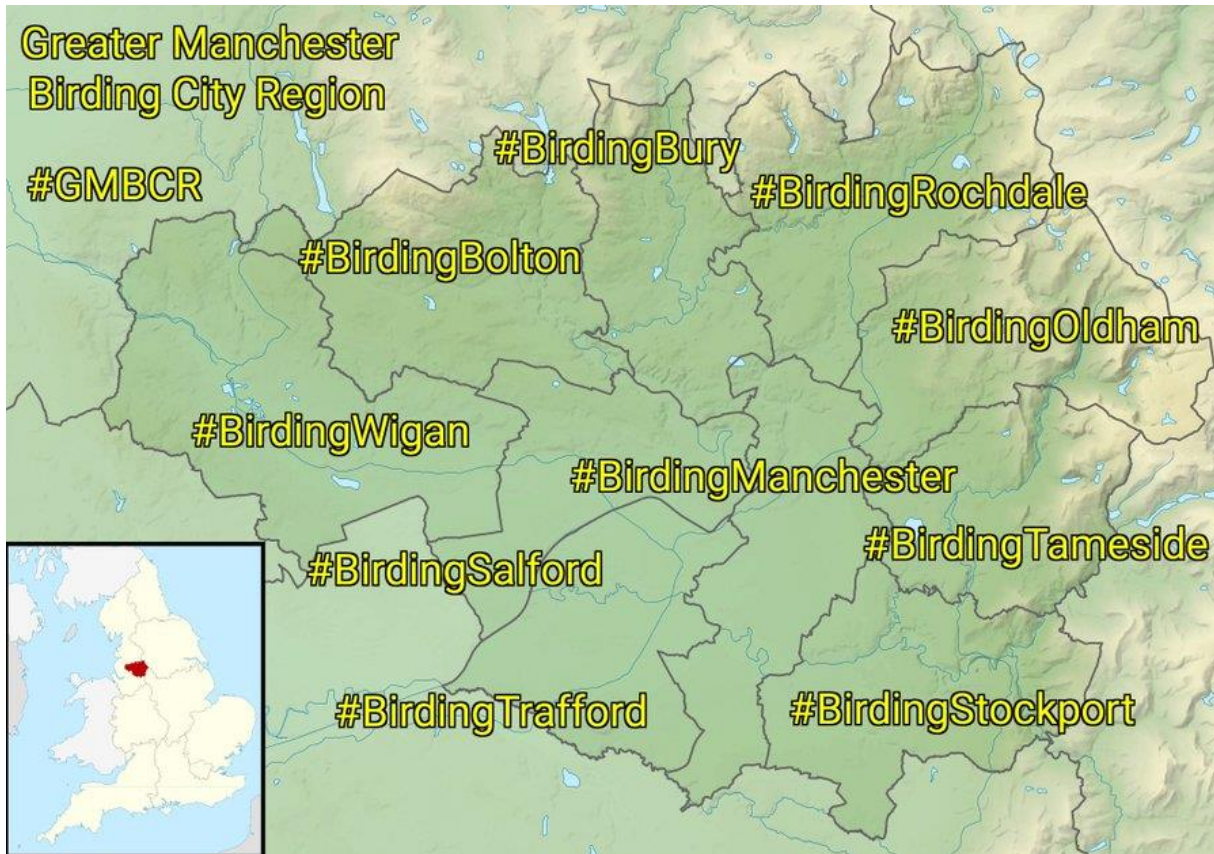 Greater Manchester
Birding City Region
#GMBCR
#BirdingBury
#BirdingRochdale
#BirdingBolton
#BirdingOldham
#BirdingWigan
#BirdingManchester
#BirdingTameside
#BirdingSalford
#BirdingTrafford
#BirdingStockport